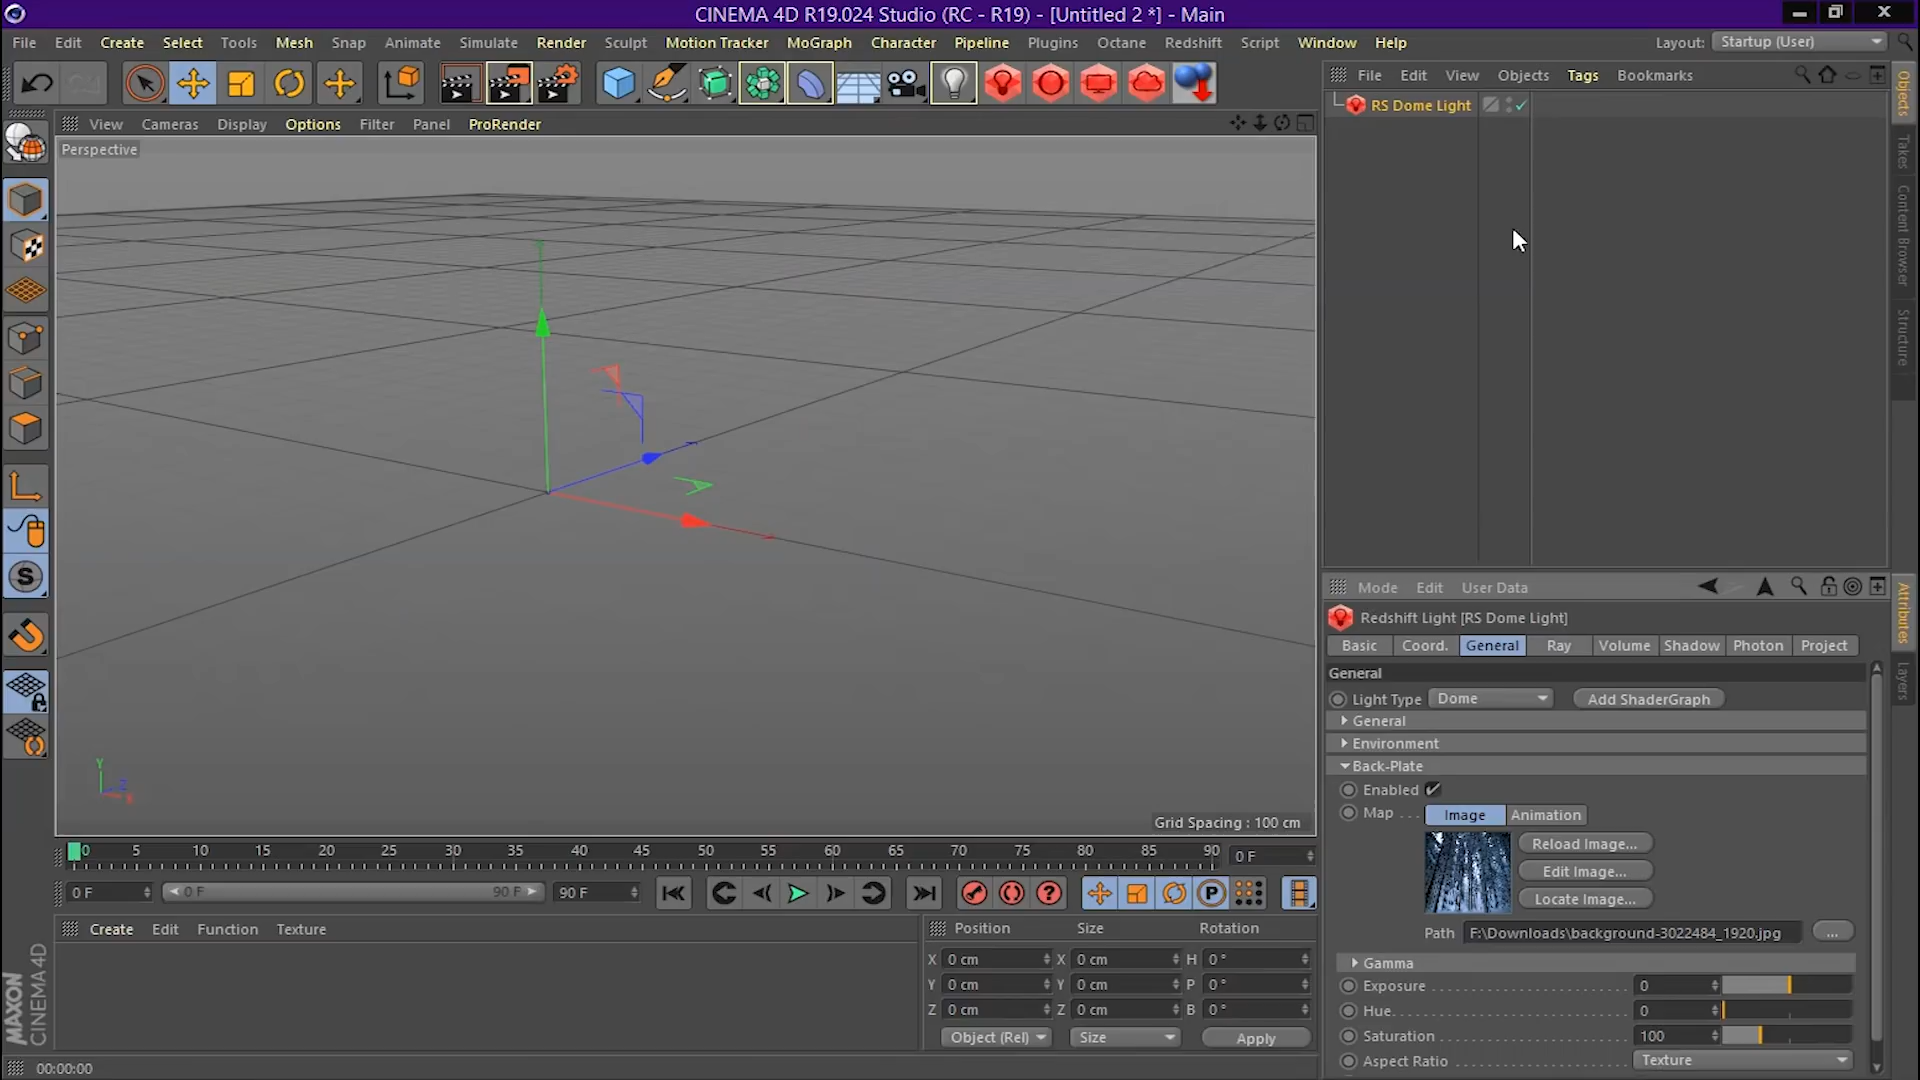 CINEMA 4D R19.024 Studio (RC - R19) - [Untitled 2 *] - Main
File Edit Create Select Tools Mesh Snap Animate Simulate Render Sculpt Motion Tracker MoGraph Character Pipeline Plugins Octane Redshift Script Window Help
Layout: Startup (User)
File Edit View Objects Tags Bookmarks
RS Dome Light
Objects
Takes
Content Browser
Structure
View Cameras Display Options Filter Panel ProRender
Perspective
Y
Z
X
Grid Spacing : 100 cm
0 5 10 15 20 25 30 35 40 45 50 55 60 65 70 75 80 85 90
0 F
0 F
0 F
90 F
90 F
Create Edit Function Texture
Position Size Rotation
X 0 cm X 0 cm H 0 °
Y 0 cm Y 0 cm P 0 °
Z 0 cm Z 0 cm B 0 °
Object (Rel) Size Apply
MAXON
CINEMA 4D
00:00:00
Mode Edit User Data
Redshift Light [RS Dome Light]
Basic Coord. General Ray Volume Shadow Photon Project
General
Light Type Dome Add ShaderGraph
General
Environment
Back-Plate
Enabled
Map . . . Image Animation
Reload Image...
Edit Image...
Locate Image...
Path F:\Downloads\background-3022484_1920.jpg ...
Gamma
Exposure 0
Hue 0
Saturation 100
Aspect Ratio Texture
Attributes
Layers